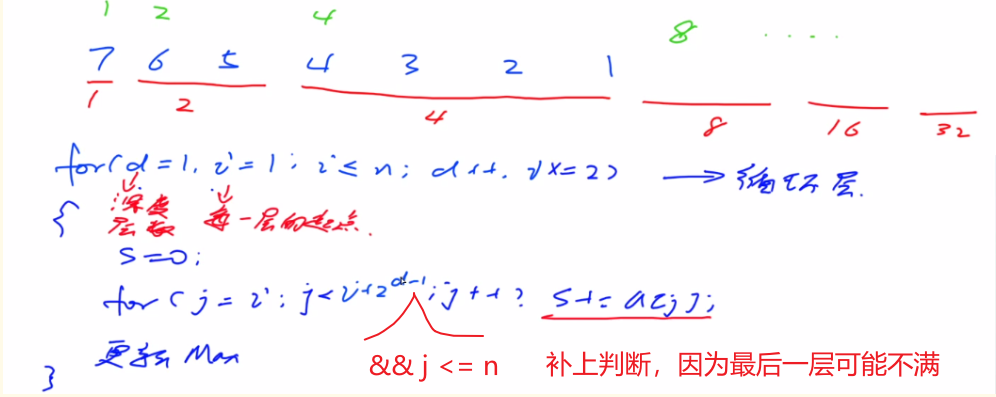 1 2 4 8 ....
7 6 5 4 3 2 1
1 2 4 8 16 32
for(d=1, i=1; i≤n; d++, i×=2) → 循环层.
{ 深度 层数 每一层的起点.
s=0;
for(j=i; j<i+2^{d-1}; j++) s+=a[j];
&& j <= n 补上判断，因为最后一层可能不满
更新 Max
}